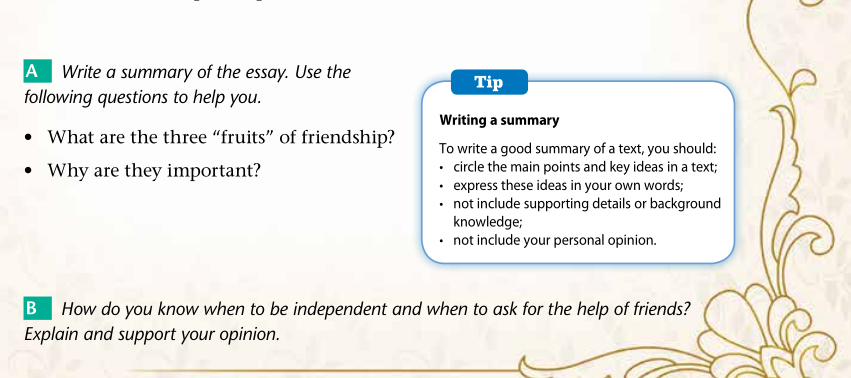 A Write a summary of the essay. Use the
following questions to help you.
• What are the three “fruits” of friendship?
• Why are they important?
Tip
Writing a summary
To write a good summary of a text, you should:
• circle the main points and key ideas in a text;
• express these ideas in your own words;
• not include supporting details or background
knowledge;
• not include your personal opinion.
B How do you know when to be independent and when to ask for the help of friends?
Explain and support your opinion.